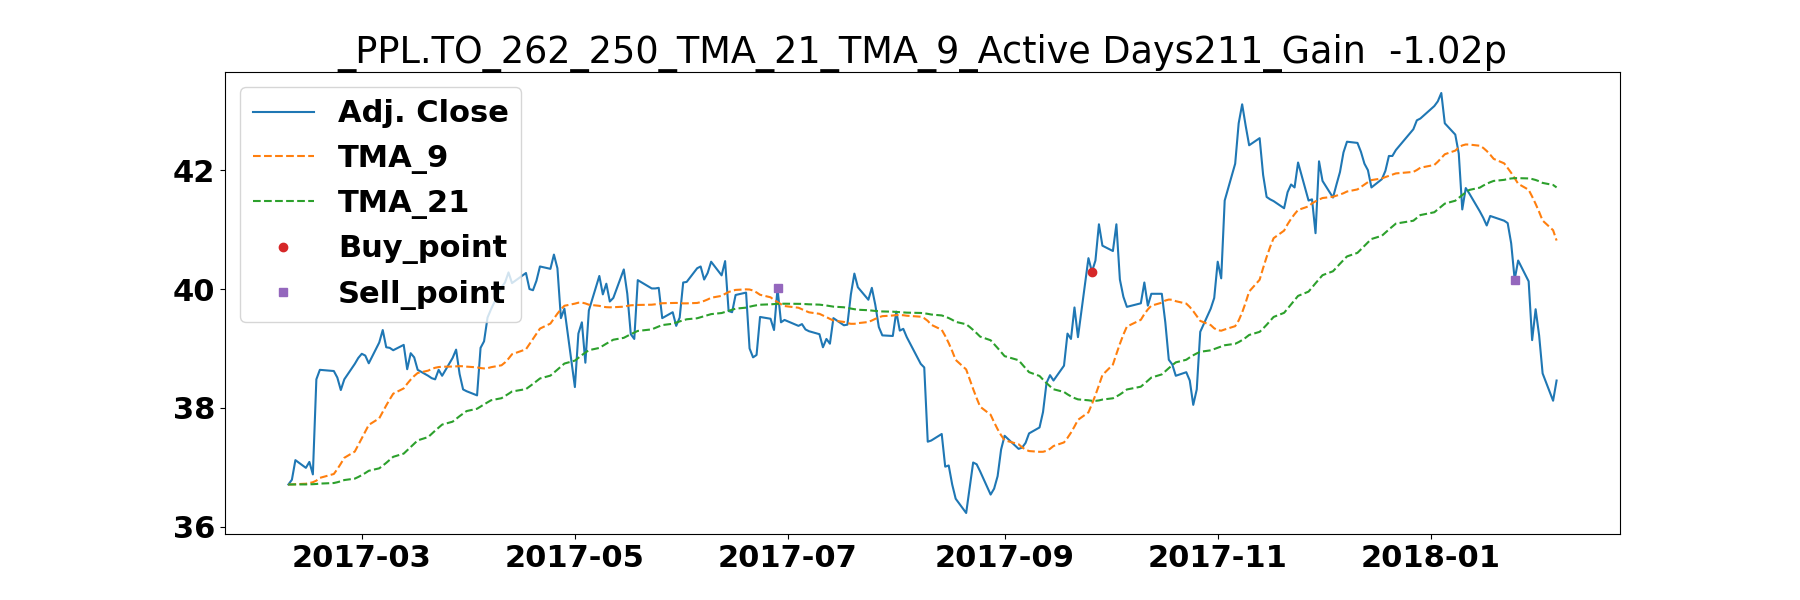 _PPL.TO_262_250_TMA_21_TMA_9_Active Days211_Gain  -1.02p
Adj. Close
TMA_9
TMA_21
Buy_point
Sell_point
42
40
38
36
2017-03 2017-05 2017-07 2017-09 2017-11 2018-01